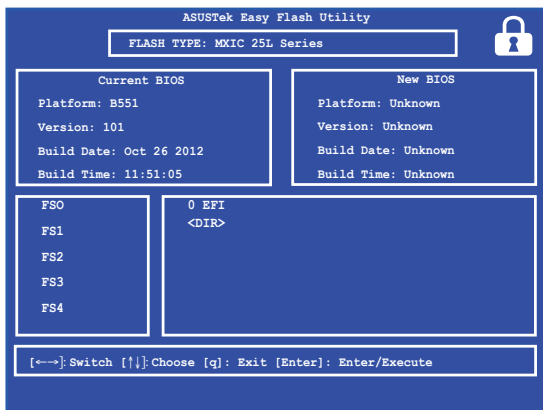 ASUSTek Easy Flash Utility
FLASH TYPE: MXIC 25L Series
Current BIOS
Platform: B551
Version: 101
Build Date: Oct 26 2012
Build Time: 11:51:05
New BIOS
Platform: Unknown
Version: Unknown
Build Date: Unknown
Build Time: Unknown
FSO
FS1
FS2
FS3
FS4
0 EFI
<DIR>
[←→]: Switch [↑↓]: Choose [q]: Exit [Enter]: Enter/Execute